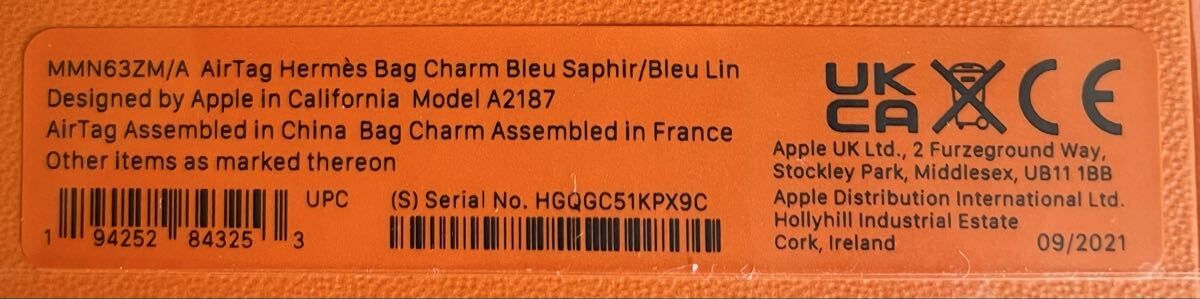 MMN63ZM/A AirTag Hermès Bag Charm Bleu Saphir/Bleu Lin
Designed by Apple in California Model A2187
AirTag Assembled in China Bag Charm Assembled in France
Other items as marked thereon
UPC
1 94252 84325 3
(S) Serial No. HGQGC51KPX9C
UK
CA
CE
Apple UK Ltd., 2 Furzeground Way,
Stockley Park, Middlesex, UB11 1BB
Apple Distribution International Ltd.
Hollyhill Industrial Estate
Cork, Ireland
09/2021